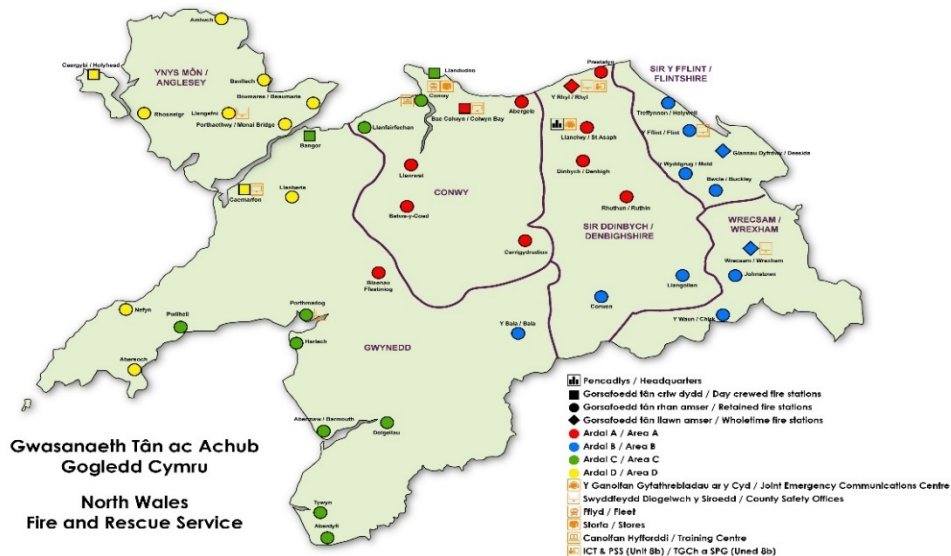 Amlwch
Caergybi / Holyhead
YNYS MÔN /
ANGLESEY
Benllech
Biwmares / Beaumaris
Rhosneigr
Llangefni
Porthaethwy / Menai Bridge
Llandudno
Conwy
Bae Colwyn / Colwyn Bay
Abergele
Prestatyn
Y Rhyl / Rhyl
SIR Y FFLINT /
FLINTSHIRE
Treffynnon / Holywell
Y Fflint / Flint
Glannau Dyfrdwy / Deeside
Yr Wyddgrug / Mold
Bwcle / Buckley
Llanelwy / St Asaph
Dinbych / Denbigh
Rhuthun / Ruthin
Llanfairfechan
Bangor
Llanrwst
CONWY
Betws-y-Coed
Cerrigydrudion
Caernarfon
Llanberis
SIR DDINBYCH /
DENBIGHSHIRE
WRECSAM /
WREXHAM
Wrecsam / Wrexham
Johnstown
Llangollen
Corwen
Y Waun / Chirk
Blaenau
Ffestiniog
Nefyn
Pwllheli
Porthmadog
Abersoch
Harlech
GWYNEDD
Y Bala / Bala
Abermaw / Barmouth
Dolgellau
Tywyn
Aberdyfi
Gwasanaeth Tân ac Achub
Gogledd Cymru
North Wales
Fire and Rescue Service
Pencadlys / Headquarters
Gorsafoedd tân criw dydd / Day crewed fire stations
Gorsafoedd tân rhan amser / Retained fire stations
Gorsafoedd tân llawn amser / Wholetime fire stations
Ardal A / Area A
Ardal B / Area B
Ardal C / Area C
Ardal D / Area D
Y Ganolfan Gyfathrebiadau ar y Cyd / Joint Emergency Communications Centre
Swyddfeydd Diogelwch y Siroedd / County Safety Offices
Fflyd / Fleet
Storfa / Stores
Canolfan Hyfforddi / Training Centre
ICT & PSS (Unit 8b) / TGCh a SPG (Uned 8b)